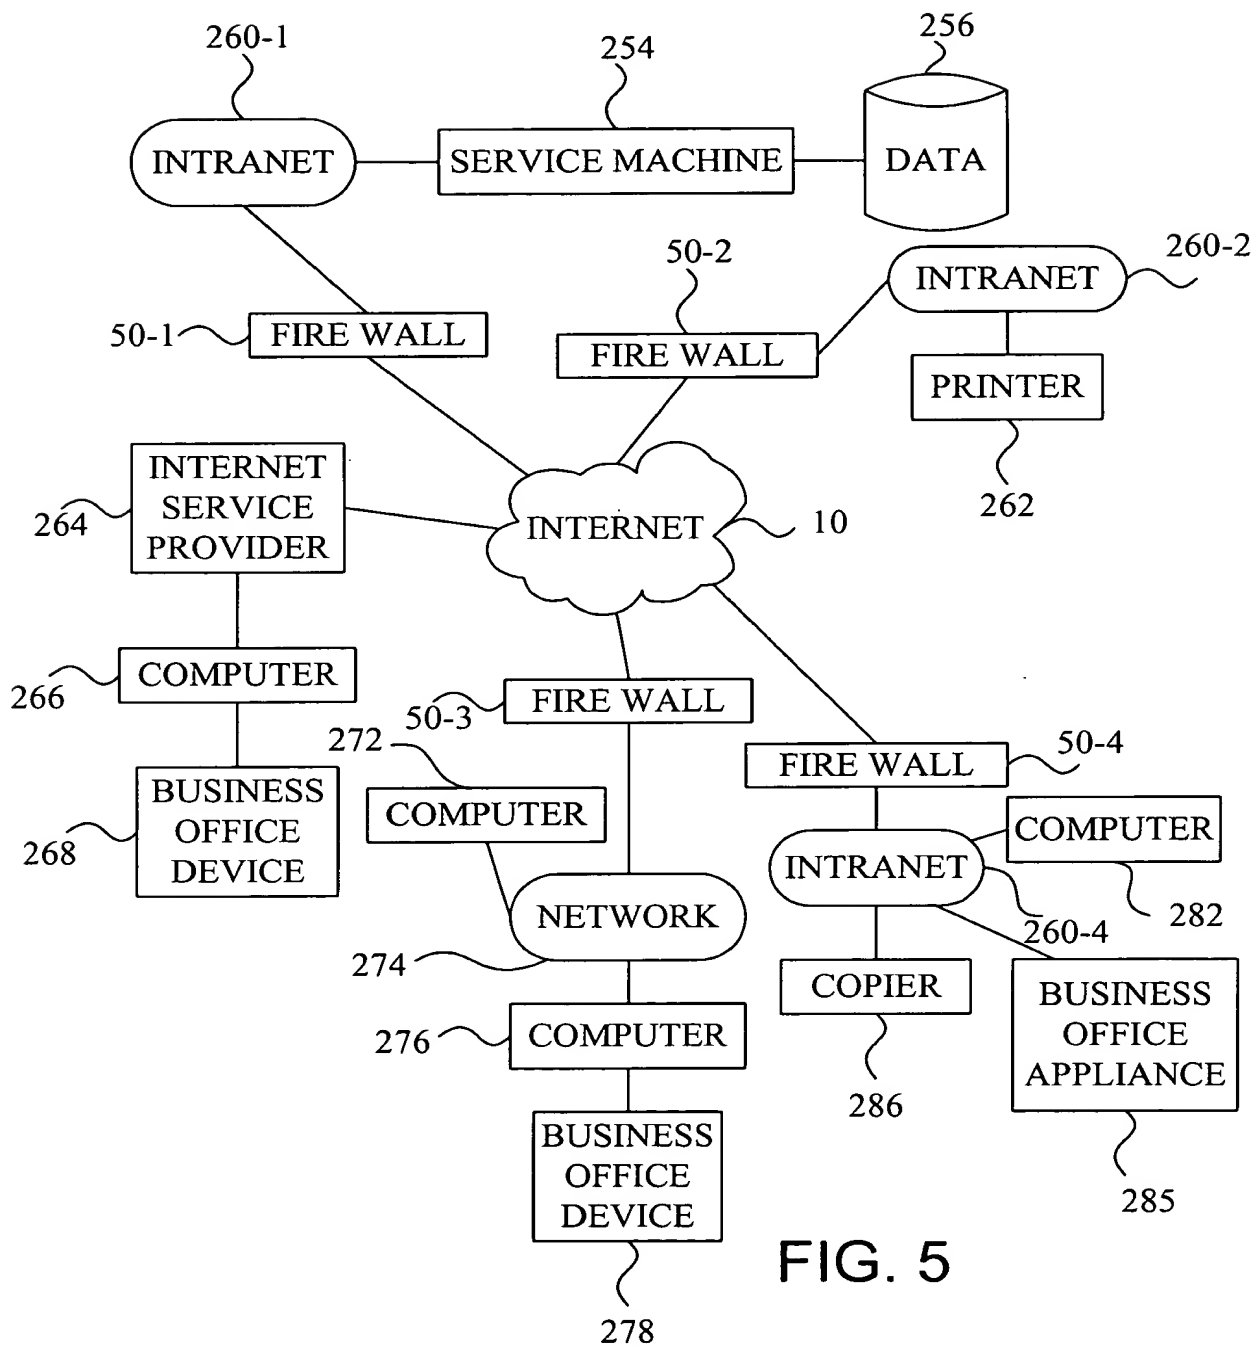 260-1
254
256
INTRANET
SERVICE MACHINE
DATA
50-2
260-2
INTRANET
50-1
FIRE WALL
FIRE WALL
PRINTER
INTERNET
SERVICE
PROVIDER
264
262
INTERNET
10
COMPUTER
266
FIRE WALL
50-3
272
50-4
FIRE WALL
BUSINESS
OFFICE
DEVICE
268
COMPUTER
COMPUTER
INTRANET
282
260-4
NETWORK
274
COPIER
286
BUSINESS
OFFICE
APPLIANCE
285
COMPUTER
276
BUSINESS
OFFICE
DEVICE
278
FIG. 5